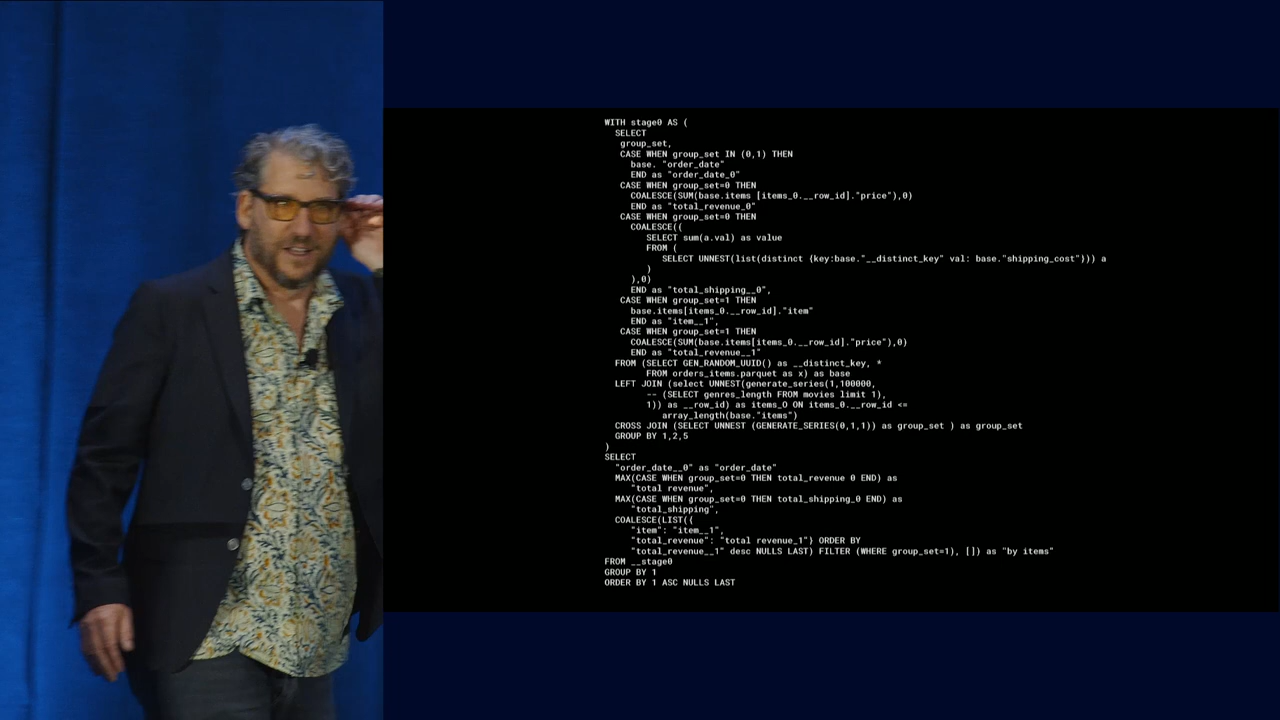 WITH stage0 AS (
SELECT
group_set,
CASE WHEN group_set IN (0,1) THEN
base. "order_date"
END as "order_date_0"
CASE WHEN group_set=0 THEN
COALESCE(SUM(base.items [items_0.__row_id]."price"),0)
END as "total_revenue_0"
CASE WHEN group_set=0 THEN
COALESCE((
SELECT sum(a.val) as value
FROM (
SELECT UNNEST(list(distinct {key:base."__distinct_key" val: base."shipping_cost"})) a
)
),0)
END as "total_shipping__0",
CASE WHEN group_set=1 THEN
base.items[items_0.__row_id]."item"
END as "item__1",
CASE WHEN group_set=1 THEN
COALESCE(SUM(base.items[items_0.__row_id]."price"),0)
END as "total_revenue__1"
FROM (SELECT GEN_RANDOM_UUID() as __distinct_key, *
FROM orders_items.parquet as x) as base
LEFT JOIN (select UNNEST(generate_series(1,100000,
-- (SELECT genres_length FROM movies limit 1),
1)) as __row_id) as items_O ON items_0.__row_id <=
array_length(base."items")
CROSS JOIN (SELECT UNNEST (GENERATE_SERIES(0,1,1)) as group_set ) as group_set
GROUP BY 1,2,5
)
SELECT
"order_date__0" as "order_date"
MAX(CASE WHEN group_set=0 THEN total_revenue 0 END) as
"total revenue",
MAX(CASE WHEN group_set=0 THEN total_shipping_0 END) as
"total_shipping",
COALESCE(LIST({
"item": "item__1",
"total_revenue": "total revenue_1"} ORDER BY
"total_revenue__1" desc NULLS LAST) FILTER (WHERE group_set=1), []) as "by items"
FROM __stage0
GROUP BY 1
ORDER BY 1 ASC NULLS LAST